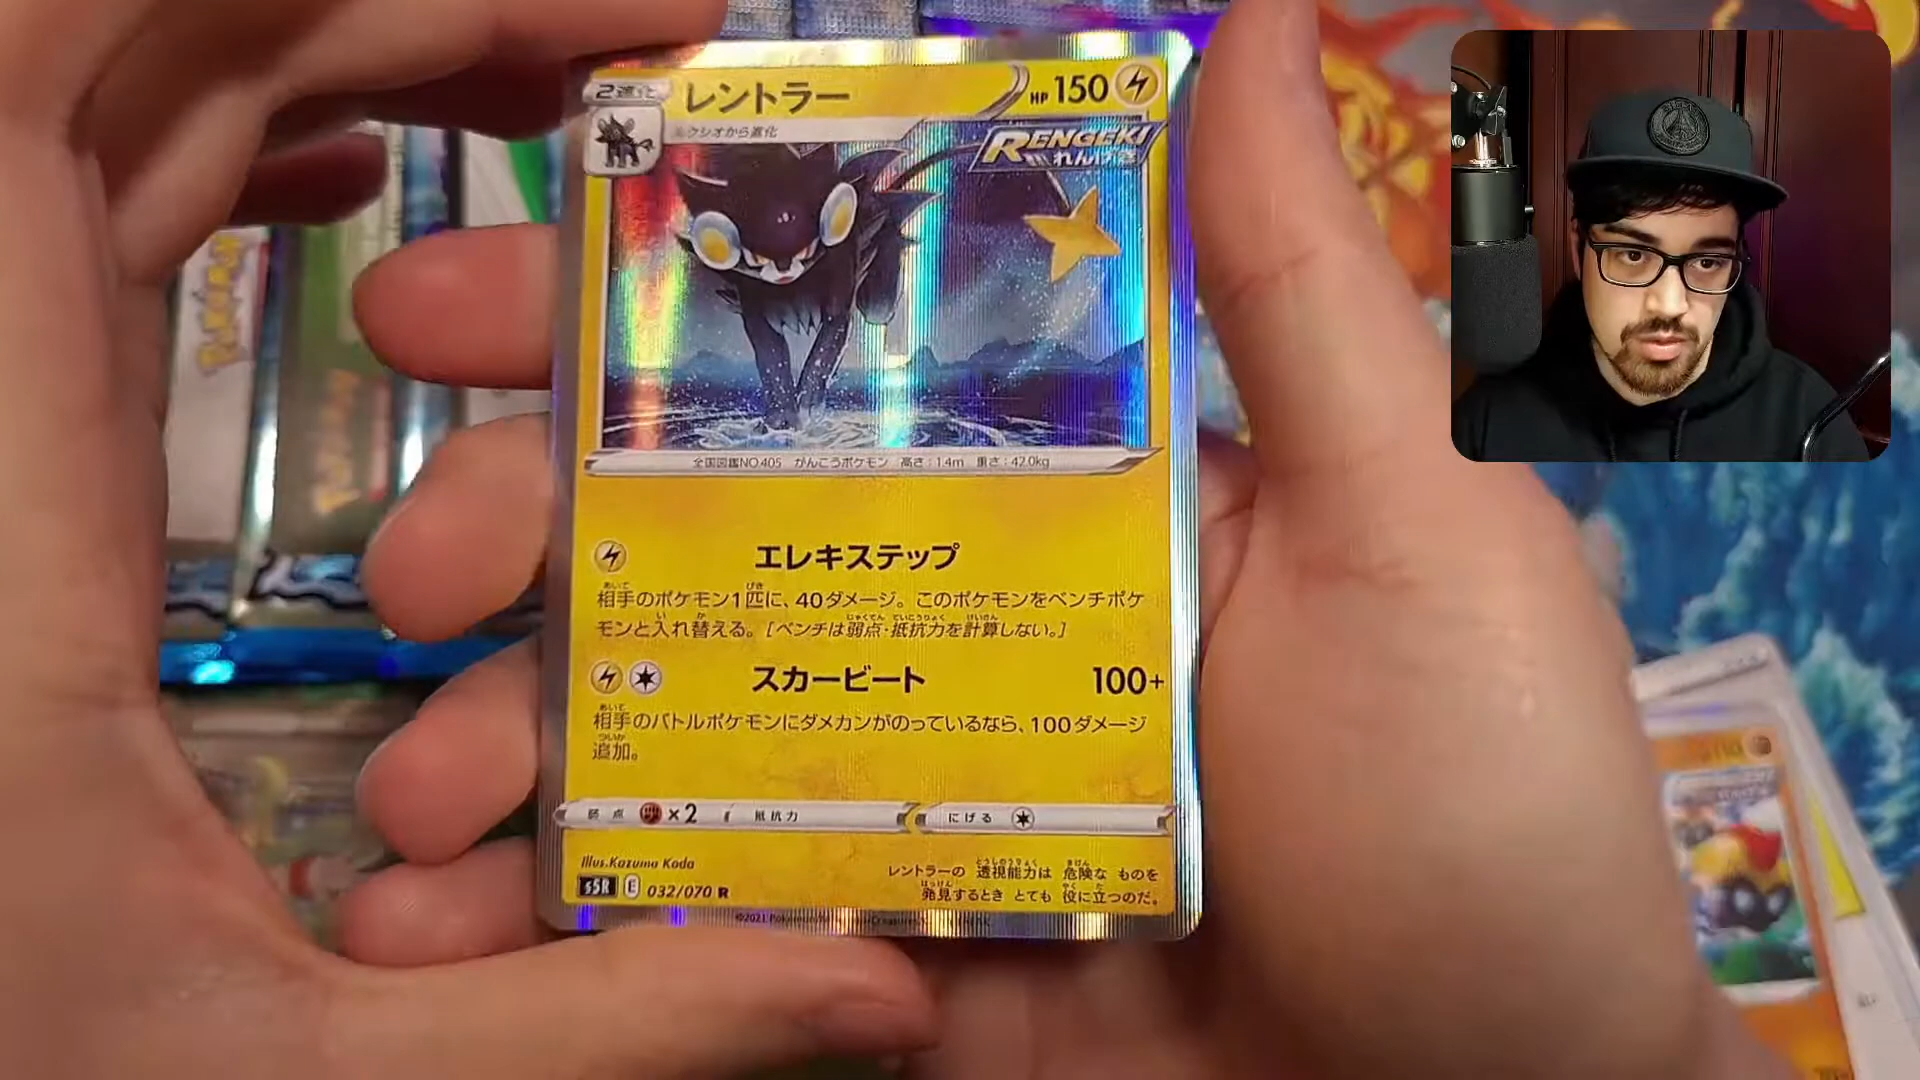 2進化
レントラー
HP 150
ルクシオから進化
RENGEKI
れんげき
全国図鑑NO.405 がんこうポケモン 高さ:1.4m 重さ:42.0kg
エレキステップ
相手のポケモン1匹に、40ダメージ。このポケモンをベンチポケ
モンと入れ替える。[ベンチは弱点・抵抗力を計算しない。]
スカービート 100+
相手のバトルポケモンにダメカンがのっているなら、100ダメージ
追加。
弱点 ×2 抵抗力 にげる
Illus.Kazuma Koda
S5R E 032/070 R
レントラーの 透視能力は 危険な ものを
発見するとき とても 役に立つのだ。
©2021 Pokémon
Pokémon